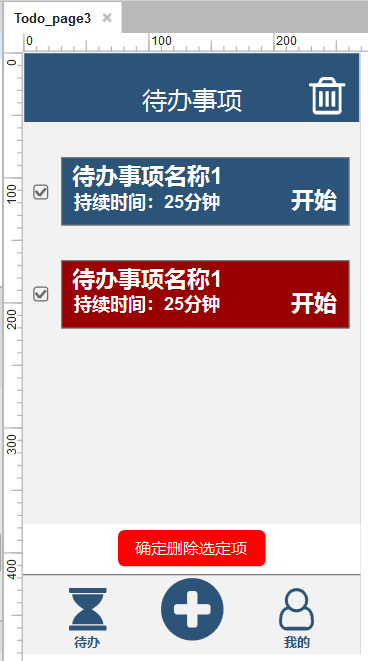 Todo_page3
0 100 200
0
待办事项
待办事项名称1
持续时间：25分钟
开始
100
待办事项名称1
持续时间：25分钟
开始
200
300
确定删除选定项
400
待办
我的